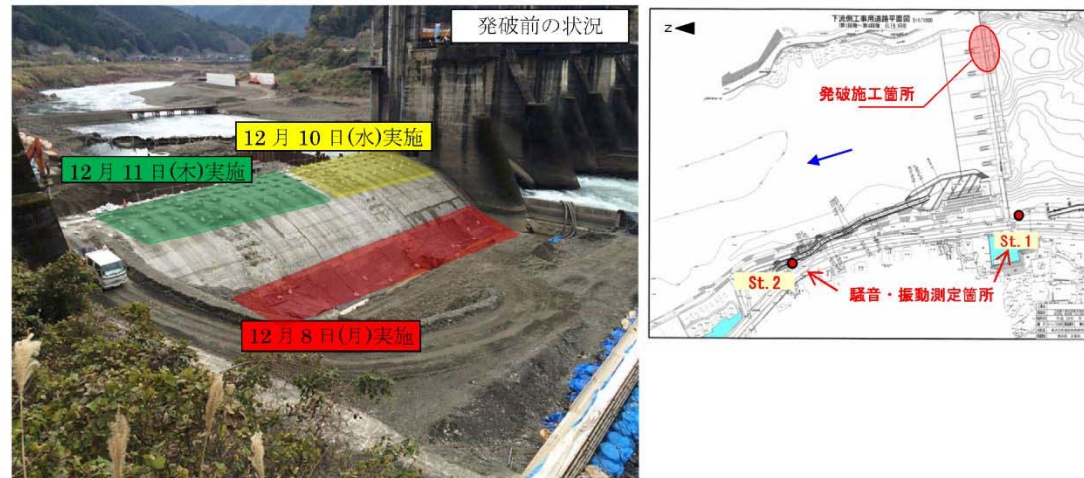 発破前の状況
12月10日(水)実施
12月11日(木)実施
12月8日(月)実施
下流側工事用道路平面図
Z
発破施工箇所
St.1
St.2
騒音・振動測定箇所